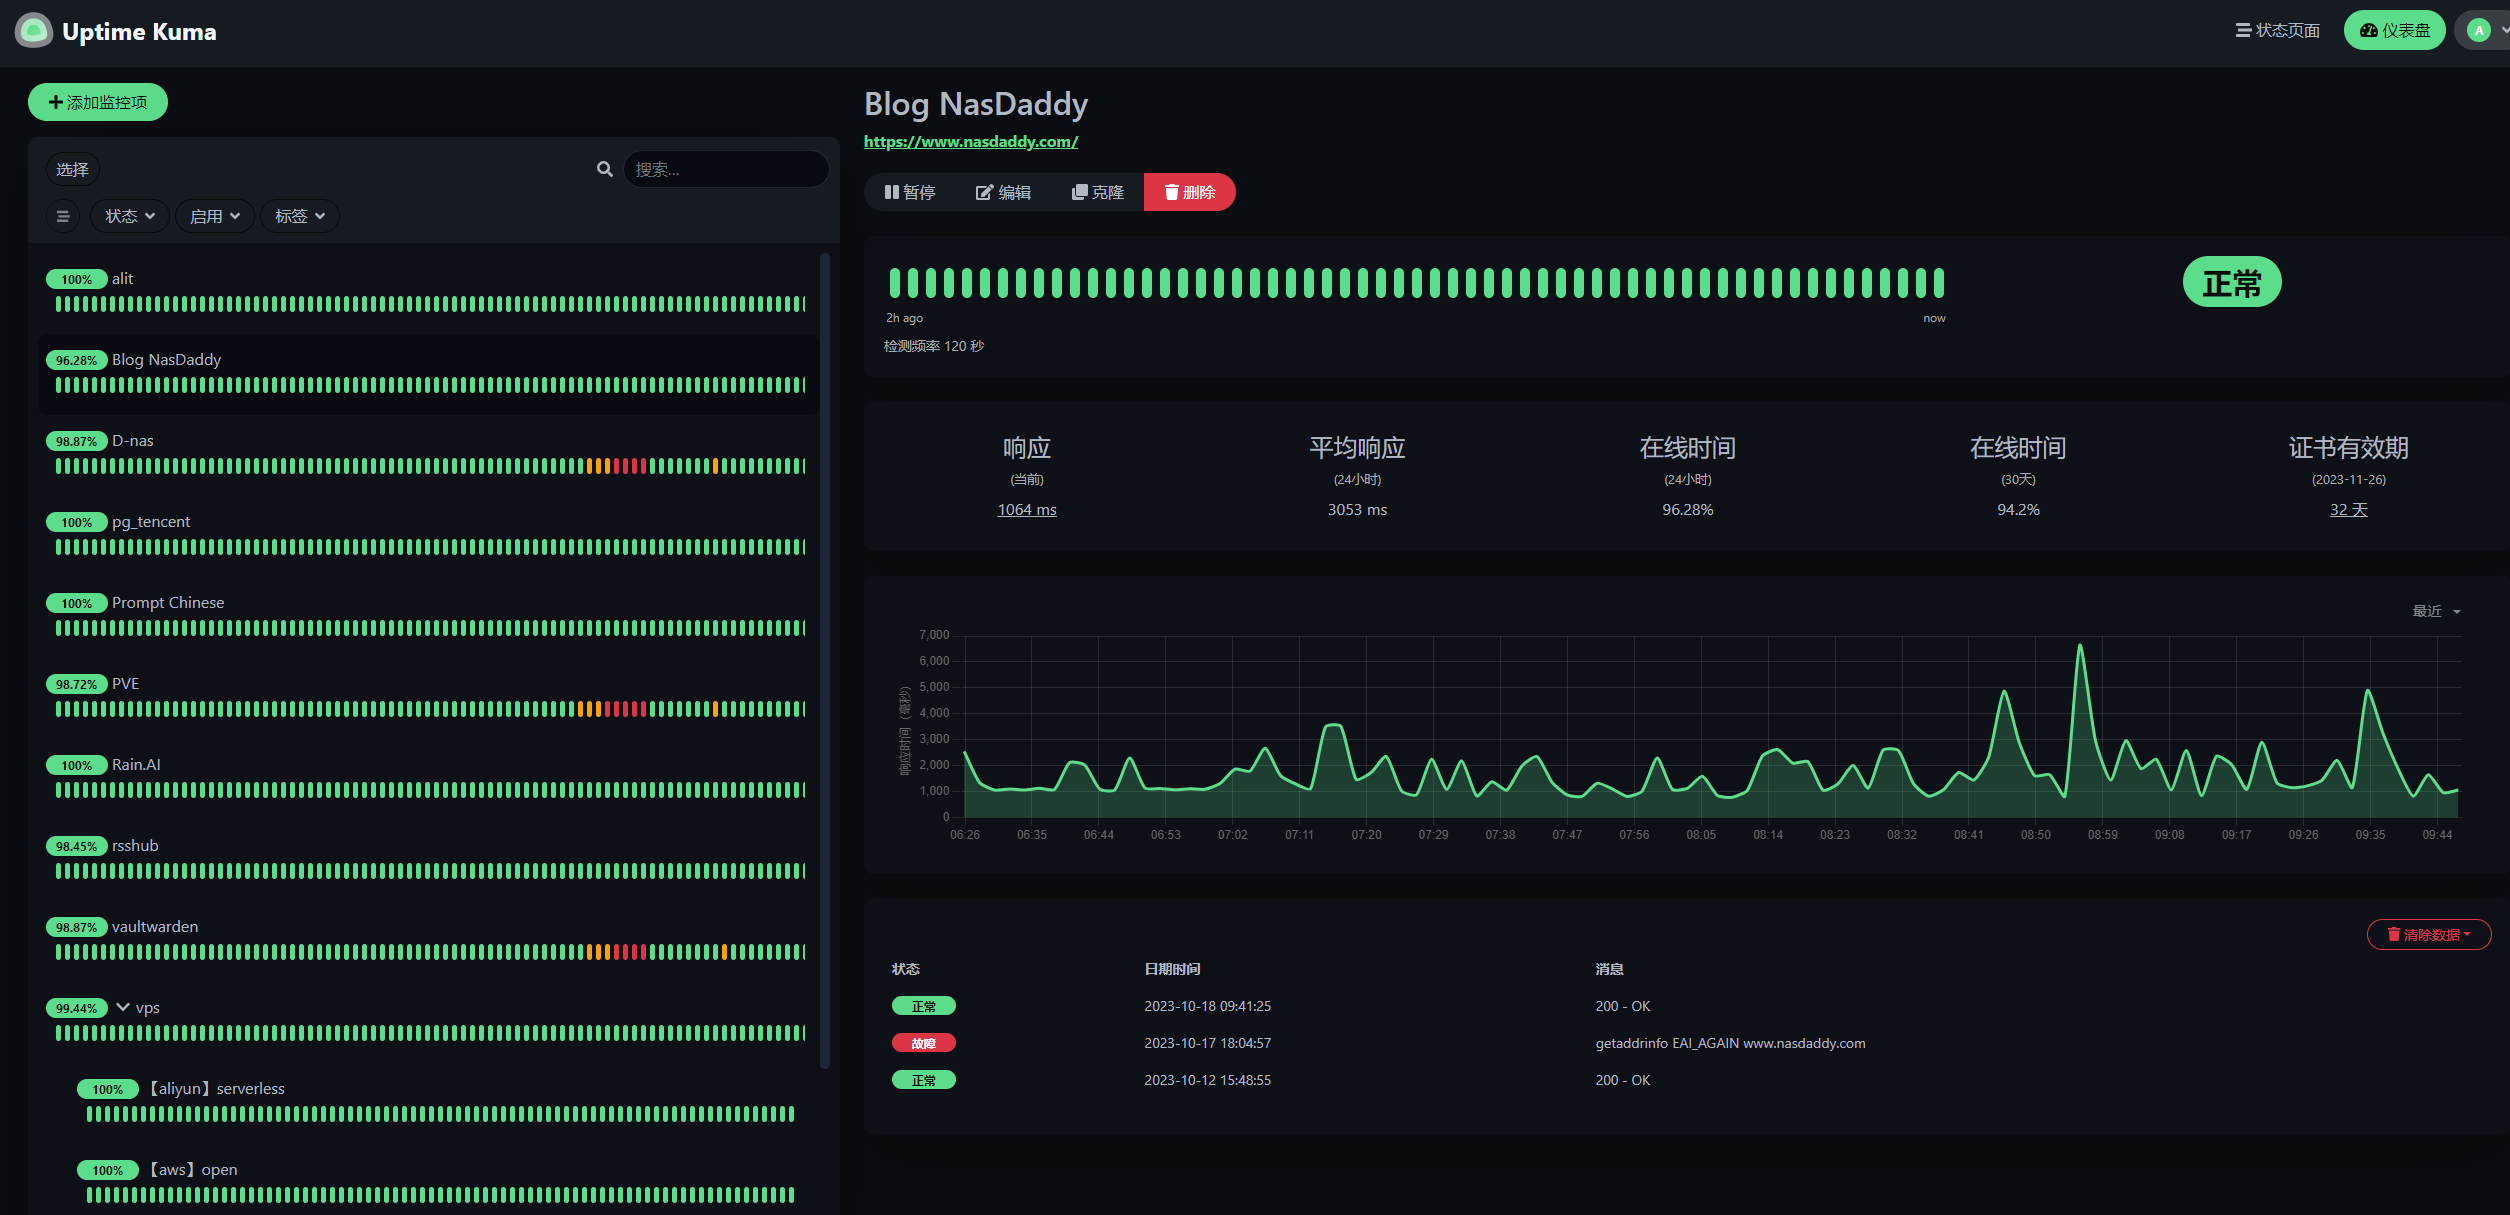 Uptime Kuma
状态页面
仪表盘
A
添加监控项
选择
搜索...
状态
启用
标签
100% alit
96.28% Blog NasDaddy
98.87% D-nas
100% pg_tencent
100% Prompt Chinese
98.72% PVE
100% Rain.AI
98.45% rsshub
98.87% vaultwarden
99.44% vps
100% 【aliyun】serverless
100% 【aws】open
Blog NasDaddy
https://www.nasdaddy.com/
暂停
编辑
克隆
删除
正常
2h ago
now
检测频率 120 秒
响应
(当前)
1064 ms
平均响应
(24小时)
3053 ms
在线时间
(24小时)
96.28%
在线时间
(30天)
94.2%
证书有效期
(2023-11-26)
32 天
最近
响应时间（毫秒）
7,000
6,000
5,000
4,000
3,000
2,000
1,000
0
06:26 06:35 06:44 06:53 07:02 07:11 07:20 07:29 07:38 07:47 07:56 08:05 08:14 08:23 08:32 08:41 08:50 08:59 09:08 09:17 09:26 09:35 09:44
清除数据
状态 日期时间 消息
正常 2023-10-18 09:41:25 200 - OK
故障 2023-10-17 18:04:57 getaddrinfo EAI_AGAIN www.nasdaddy.com
正常 2023-10-12 15:48:55 200 - OK